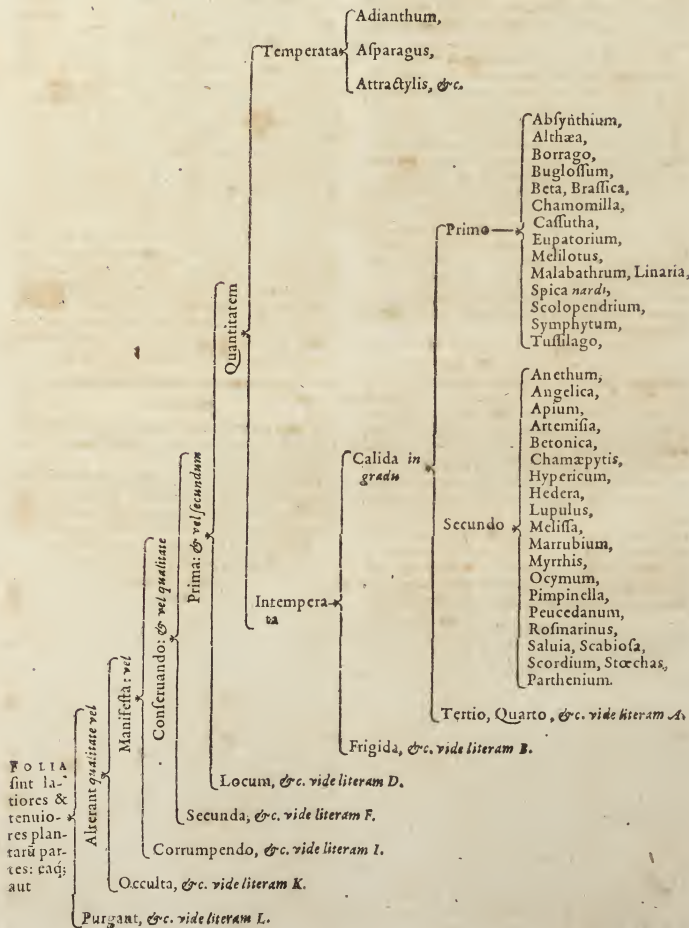 Temperata
Adianthum,
Aſparagus,
Attractylis, &c.
Quantitatem
Primo
Abſynthium,
Althæa,
Borrago,
Bugloſſum,
Beta, Braſſica,
Chamomilla,
Caſſutha,
Eupatorium,
Melilotus,
Malabathrum, Linaria,
Spica nardi,
Scolopendrium,
Symphytum,
Tuſſilago,
Calida in
gradu
Secundo
Anethum,
Angelica,
Apium,
Artemiſia,
Betonica,
Chamæpytis,
Hypericum,
Hedera,
Lupulus,
Meliſſa,
Marrubium,
Myrrhis,
Ocymum,
Pimpinella,
Peucedanum,
Roſmarinus,
Saluia, Scabioſa,
Scordium, Stœchas,
Parthenium.
Intempera
ta
Tertio, Quarto, &c. vide literam A.
Frigida, &c. vide literam B.
Prima: & vel ſecundum
Locum, &c. vide literam D.
Conſeruando: & vel qualitate
Secunda, &c. vide literam F.
Manifeſta: vel
Corrumpendo, &c. vide literam I.
Alterant qualitate vel
Occulta, &c. vide literam K.
FOLIA
ſint la-
tiores &
tenuio-
res plan-
tarũ par-
tes: eaq;
aut
Purgant, &c. vide literam L.